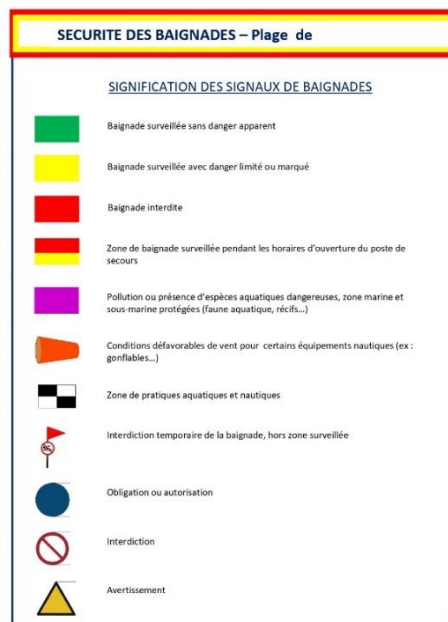 SECURITE DES BAIGNADES – Plage de
SIGNIFICATION DES SIGNAUX DE BAIGNADES
Baignade surveillée sans danger apparent
Baignade surveillée avec danger limité ou marqué
Baignade interdite
Zone de baignade surveillée pendant les horaires d'ouverture du poste de
secours
Pollution ou présence d'espèces aquatiques dangereuses, zone marine et
sous-marine protégées (faune aquatique, récifs...)
Conditions défavorables de vent pour certains équipements nautiques (ex :
gonflables...)
Zone de pratiques aquatiques et nautiques
Interdiction temporaire de la baignade, hors zone surveillée
Obligation ou autorisation
Interdiction
Avertissement